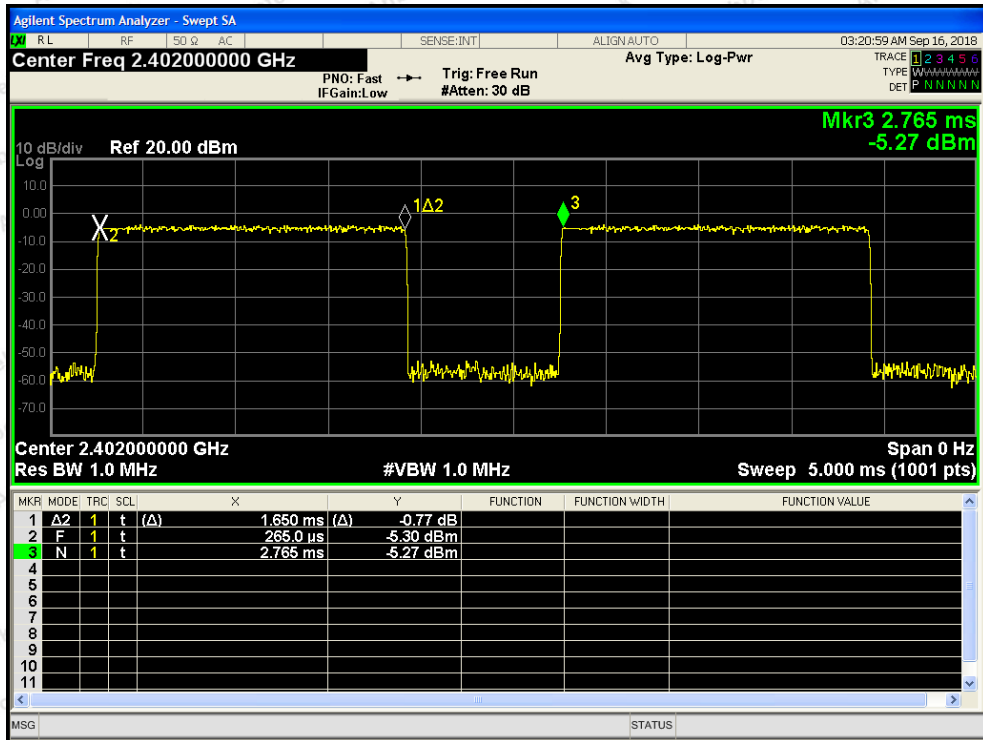 Agilent Spectrum Analyzer - Swept SA
LXI RL RF 50 Ω AC SENSE:INT ALIGN AUTO 03:20:59 AM Sep 16, 2018
Center Freq 2.402000000 GHz Avg Type: Log-Pwr TRACE 1 2 3 4 5 6
PNO: Fast Trig: Free Run TYPE WWWWWW
IFGain:Low #Atten: 30 dB DET P N N N N N
Mkr3 2.765 ms
10 dB/div Ref 20.00 dBm -5.27 dBm
Log
10.0
0.00
-10.0
-20.0
-30.0
-40.0
-50.0
-60.0
-70.0
2 1Δ2 3
Center 2.402000000 GHz Span 0 Hz
Res BW 1.0 MHz #VBW 1.0 MHz Sweep 5.000 ms (1001 pts)
MKR MODE TRC SCL X Y FUNCTION FUNCTION WIDTH FUNCTION VALUE
1 Δ2 1 t (Δ) 1.650 ms (Δ) -0.77 dB
2 F 1 t 265.0 µs -5.30 dBm
3 N 1 t 2.765 ms -5.27 dBm
4
5
6
7
8
9
10
11
MSG STATUS